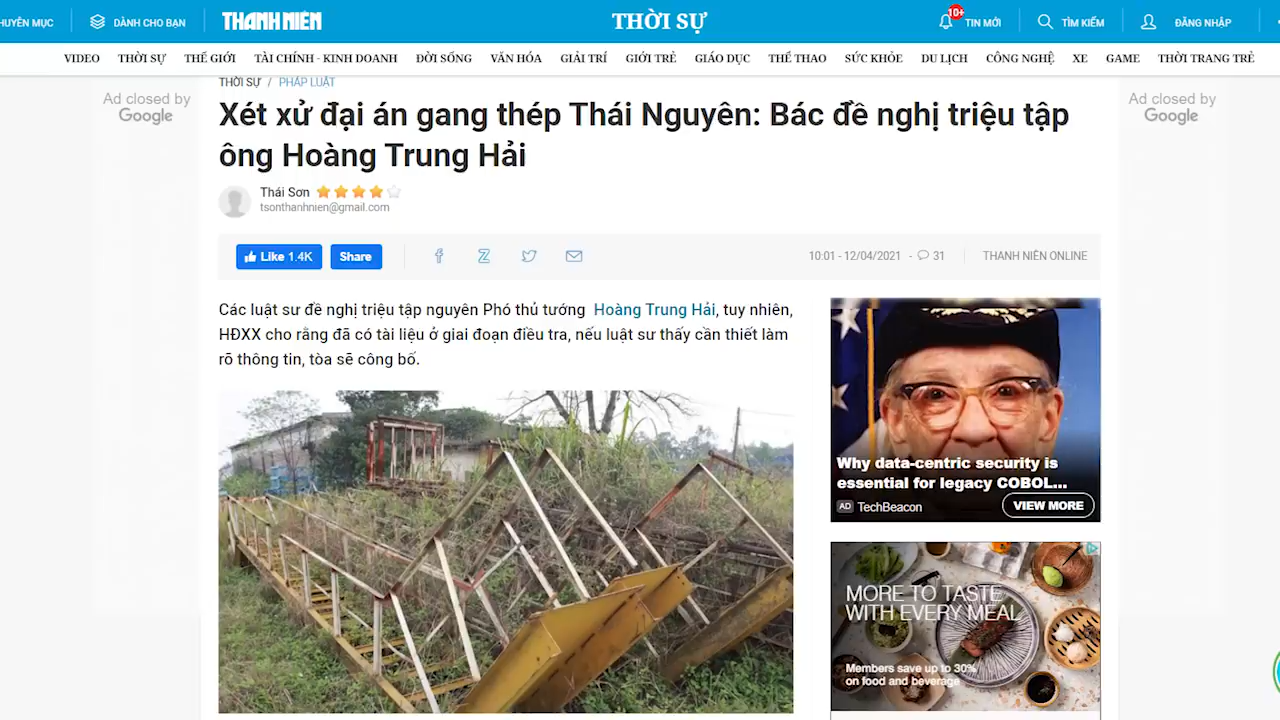 HUYÊN MỤC
DÀNH CHO BẠN
THANH NIÊN
THỜI SỰ
10+
TIN MỚI
TÌM KIẾM
ĐĂNG NHẬP
VIDEO THỜI SỰ THẾ GIỚI TÀI CHÍNH - KINH DOANH ĐỜI SỐNG VĂN HÓA GIẢI TRÍ GIỚI TRẺ GIÁO DỤC THỂ THAO SỨC KHỎE DU LỊCH CÔNG NGHỆ XE GAME THỜI TRANG TRẺ
THỜI SỰ / PHÁP LUẬT
Ad closed by
Google
Xét xử đại án gang thép Thái Nguyên: Bác đề nghị triệu tập
ông Hoàng Trung Hải
Ad closed by
Google
Thái Sơn
tsonthanhnien@gmail.com
Like 1.4K
Share
10:01 - 12/04/2021 - 31
THANH NIÊN ONLINE
Các luật sư đề nghị triệu tập nguyên Phó thủ tướng Hoàng Trung Hải, tuy nhiên,
HĐXX cho rằng đã có tài liệu ở giai đoạn điều tra, nếu luật sư thấy cần thiết làm
rõ thông tin, tòa sẽ công bố.
Why data-centric security is
essential for legacy COBOL...
AD TechBeacon
VIEW MORE
MORE TO TASTE
WITH EVERY MEAL
Members save up to 30%
on food and beverage